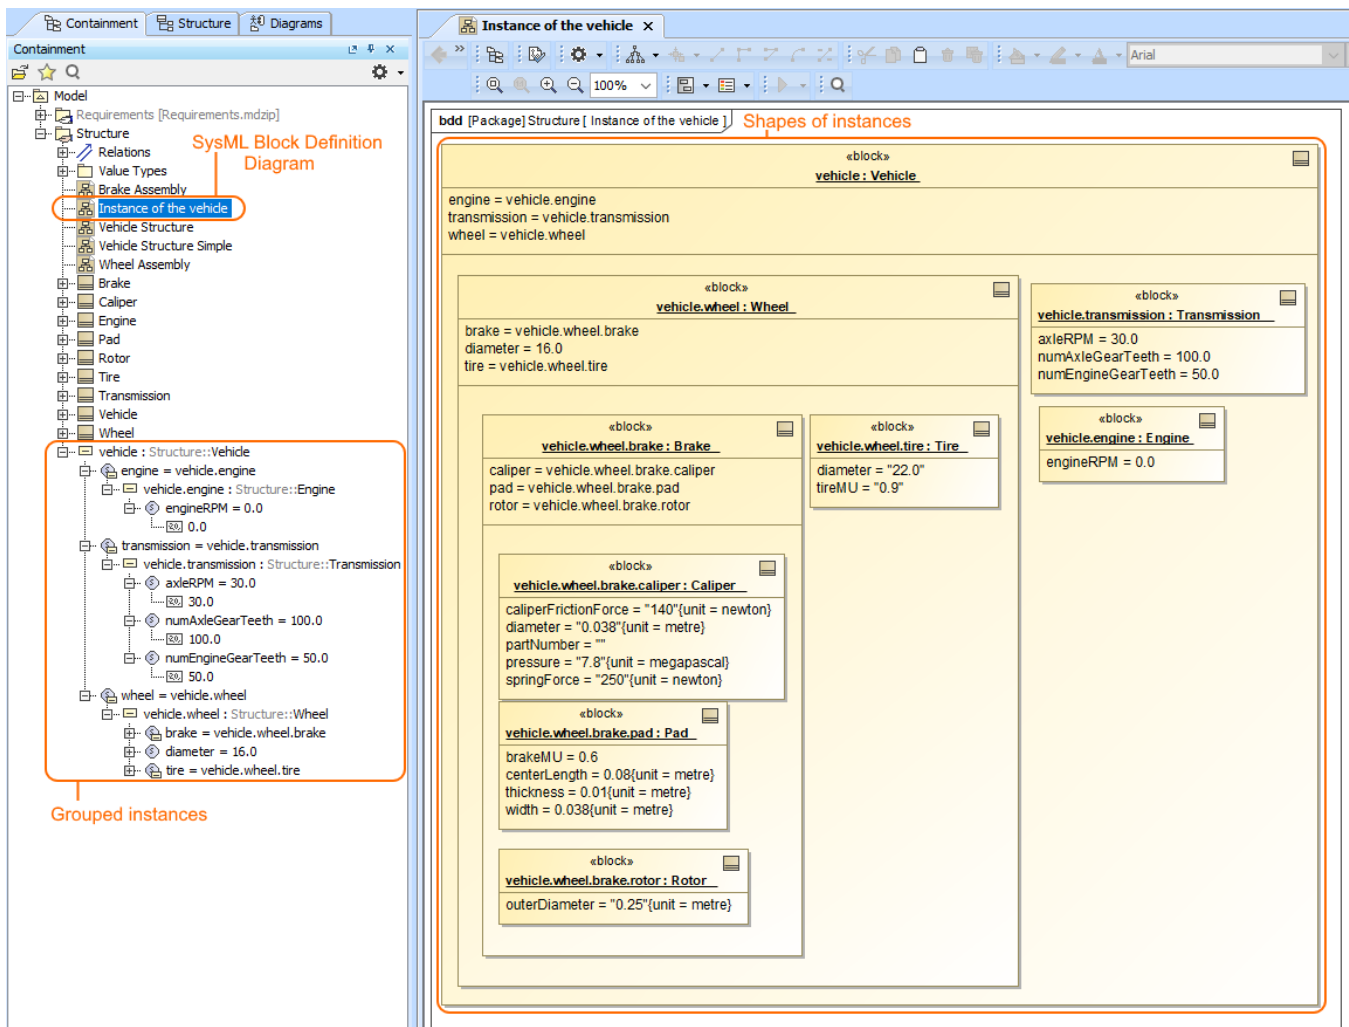 Containment
Structure
Diagrams
Containment
Model
Requirements [Requirements.mdzip]
Structure
Relations
Value Types
Brake Assembly
Instance of the vehicle
Vehicle Structure
Vehicle Structure Simple
Wheel Assembly
Brake
Caliper
Engine
Pad
Rotor
Tire
Transmission
Vehicle
Wheel
vehicle : Structure::Vehicle
engine = vehicle.engine
vehicle.engine : Structure::Engine
engineRPM = 0.0
0.0
transmission = vehicle.transmission
vehicle.transmission : Structure::Transmission
axleRPM = 30.0
30.0
numAxleGearTeeth = 100.0
100.0
numEngineGearTeeth = 50.0
50.0
wheel = vehicle.wheel
vehicle.wheel : Structure::Wheel
brake = vehicle.wheel.brake
diameter = 16.0
tire = vehicle.wheel.tire
SysML Block Definition
Diagram
Grouped instances
Instance of the vehicle
Arial
100%
bdd [Package] Structure [ Instance of the vehicle ]
Shapes of instances
«block»
vehicle : Vehicle
engine = vehicle.engine
transmission = vehicle.transmission
wheel = vehicle.wheel
«block»
vehicle.wheel : Wheel
brake = vehicle.wheel.brake
diameter = 16.0
tire = vehicle.wheel.tire
«block»
vehicle.transmission : Transmission
axleRPM = 30.0
numAxleGearTeeth = 100.0
numEngineGearTeeth = 50.0
«block»
vehicle.engine : Engine
engineRPM = 0.0
«block»
vehicle.wheel.brake : Brake
caliper = vehicle.wheel.brake.caliper
pad = vehicle.wheel.brake.pad
rotor = vehicle.wheel.brake.rotor
«block»
vehicle.wheel.tire : Tire
diameter = "22.0"
tireMU = "0.9"
«block»
vehicle.wheel.brake.caliper : Caliper
caliperFrictionForce = "140"{unit = newton}
diameter = "0.038"{unit = metre}
partNumber = ""
pressure = "7.8"{unit = megapascal}
springForce = "250"{unit = newton}
«block»
vehicle.wheel.brake.pad : Pad
brakeMU = 0.6
centerLength = 0.08{unit = metre}
thickness = 0.01{unit = metre}
width = 0.038{unit = metre}
«block»
vehicle.wheel.brake.rotor : Rotor
outerDiameter = "0.25"{unit = metre}